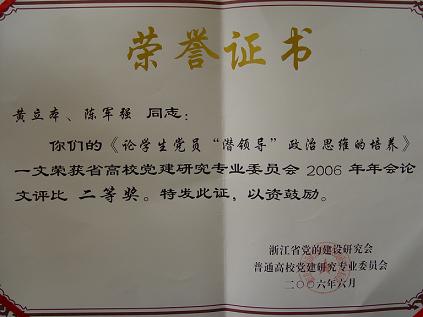 荣誉证书
黄立本、陈军强 同志：
你们的《论学生党员“潜领导”政治思维的培养》
一文荣获省高校党建研究专业委员会 2006 年年会论
文评比 二等奖。特发此证，以资鼓励。
浙江省党的建设研究会
普通高校党建研究专业委员会
二〇〇六年六月